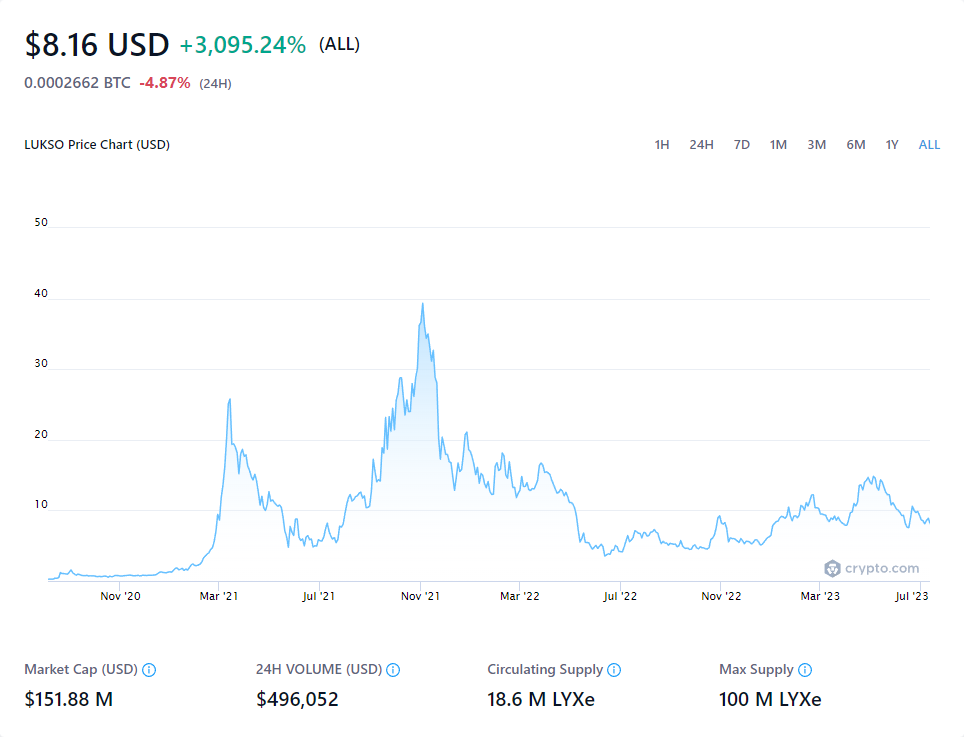 $8.16 USD +3,095.24% (ALL)
0.0002662 BTC -4.87% (24H)
LUKSO Price Chart (USD) 1H 24H 7D 1M 3M 6M 1Y ALL
50
40
30
20
10
crypto.com
Nov '20 Mar '21 Jul '21 Nov '21 Mar '22 Jul '22 Nov '22 Mar '23 Jul '23
Market Cap (USD) 24H VOLUME (USD) Circulating Supply Max Supply
$151.88 M $496,052 18.6 M LYXe 100 M LYXe